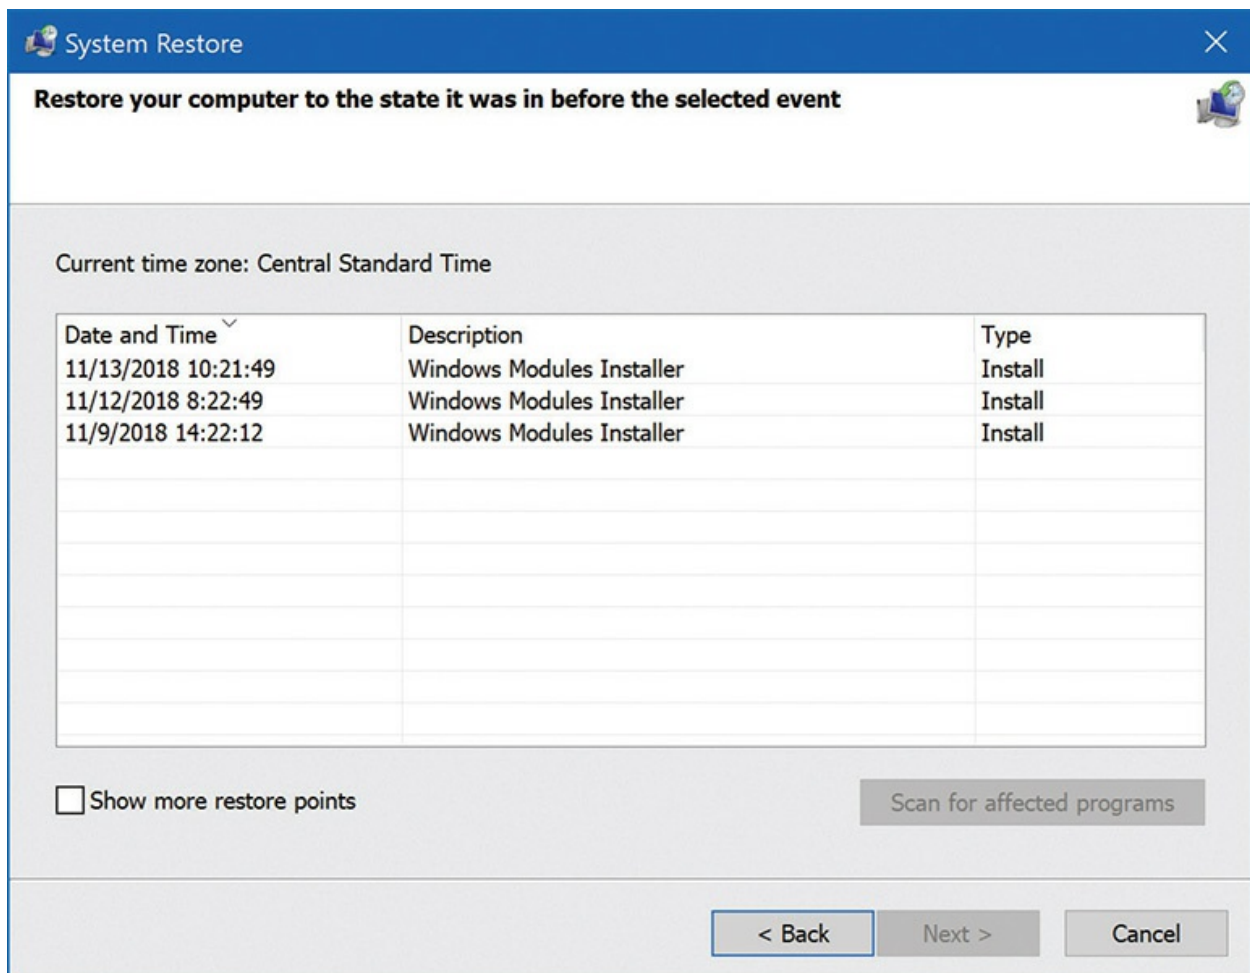 System Restore
Restore your computer to the state it was in before the selected event
Current time zone: Central Standard Time
Date and Time Description Type
11/13/2018 10:21:49 Windows Modules Installer Install
11/12/2018 8:22:49 Windows Modules Installer Install
11/9/2018 14:22:12 Windows Modules Installer Install
Show more restore points Scan for affected programs
< Back Next > Cancel